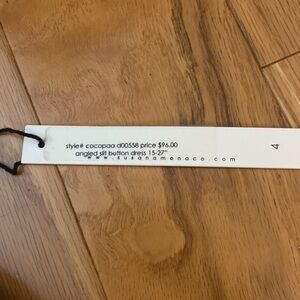 style# cocopaa d00558 price $96.00
angled slit button dress 15-27"
www.susanamonaco.com
4